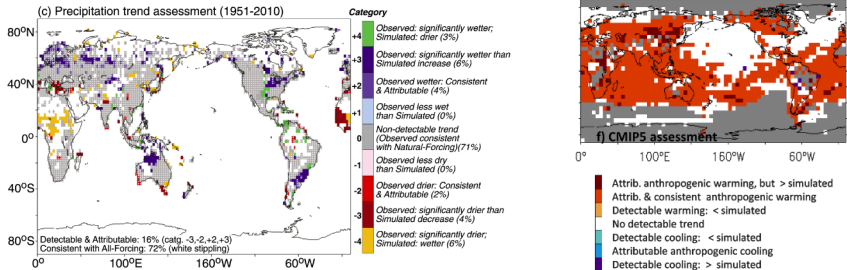 (c) Precipitation trend assessment (1951-2010)
Category
80°N
40°N
0°
40°S
80°S
0°
100°E
160°W
60°W
Detectable & Attributable: 16% (catg. -3,-2,+2,+3)
Consistent with All-Forcing: 72% (white stippling)
+4
Observed: significantly wetter;
Simulated: drier (3%)
+3
Observed: significantly wetter than
Simulated increase (6%)
+2
Observed wetter: Consistent
& Attributable (4%)
+1
Observed less wet
than Simulated (0%)
0
Non-detectable trend
(Observed consistent
with Natural-Forcing)(71%)
-1
Observed less dry
than Simulated (0%)
-2
Observed drier: Consistent
& Attributable (2%)
-3
Observed: significantly drier than
Simulated decrease (4%)
-4
Observed: significantly drier;
Simulated: wetter (6%)
f) CMIP5 assessment
0°
100°E
160°W
60°W
Attrib. anthropogenic warming, but > simulated
Attrib. & consistent anthropogenic warming
Detectable warming: < simulated
No detectable trend
Detectable cooling: < simulated
Attributable anthropogenic cooling
Detectable cooling: > simulated